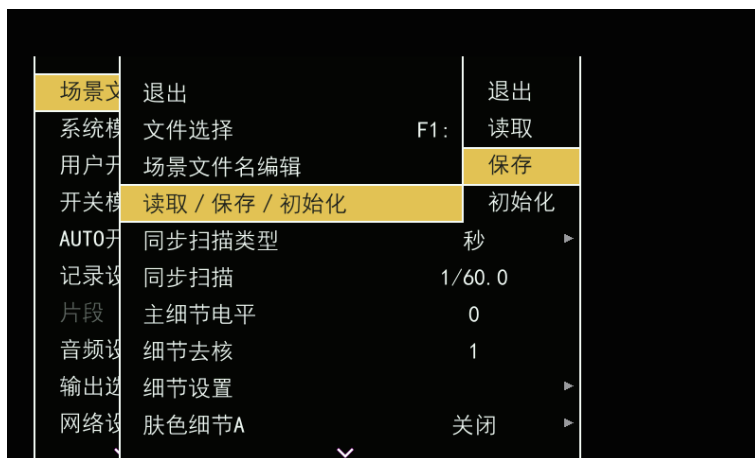 场景文 退出 退出
系统模 文件选择 F1: 读取
用户开 场景文件名编辑 保存
开关模 读取 / 保存 / 初始化 初始化
AUTO开 同步扫描类型 秒
记录设 同步扫描 1/60.0
片段 主细节电平 0
音频设 细节去核 1
输出选 细节设置
网络设 肤色细节A 关闭